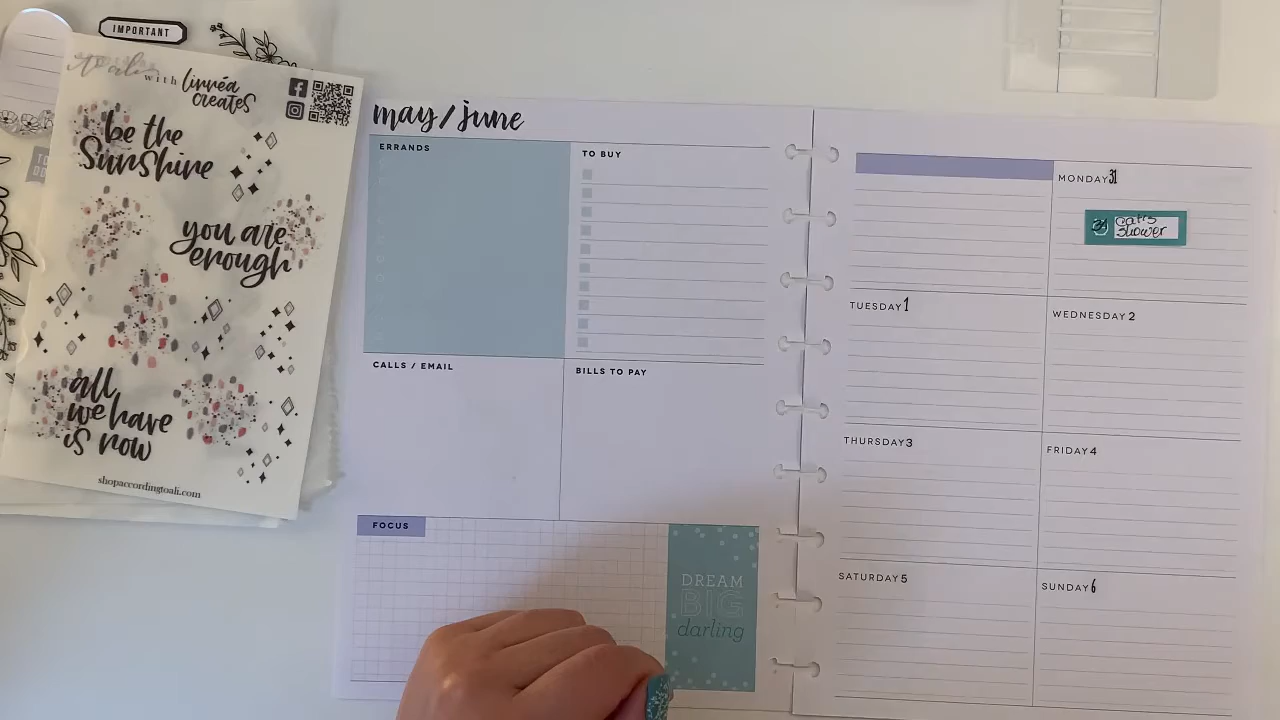 IMPORTANT
with linnéa
creates
be the
sunshine
you are
enough
all
we have
is now
shopaccordingtoali.com
TO
DO
may/june
ERRANDS
TO BUY
CALLS / EMAIL
BILLS TO PAY
FOCUS
DREAM
BIG
darling
MONDAY 31
shower
TUESDAY 1
WEDNESDAY 2
THURSDAY 3
FRIDAY 4
SATURDAY 5
SUNDAY 6